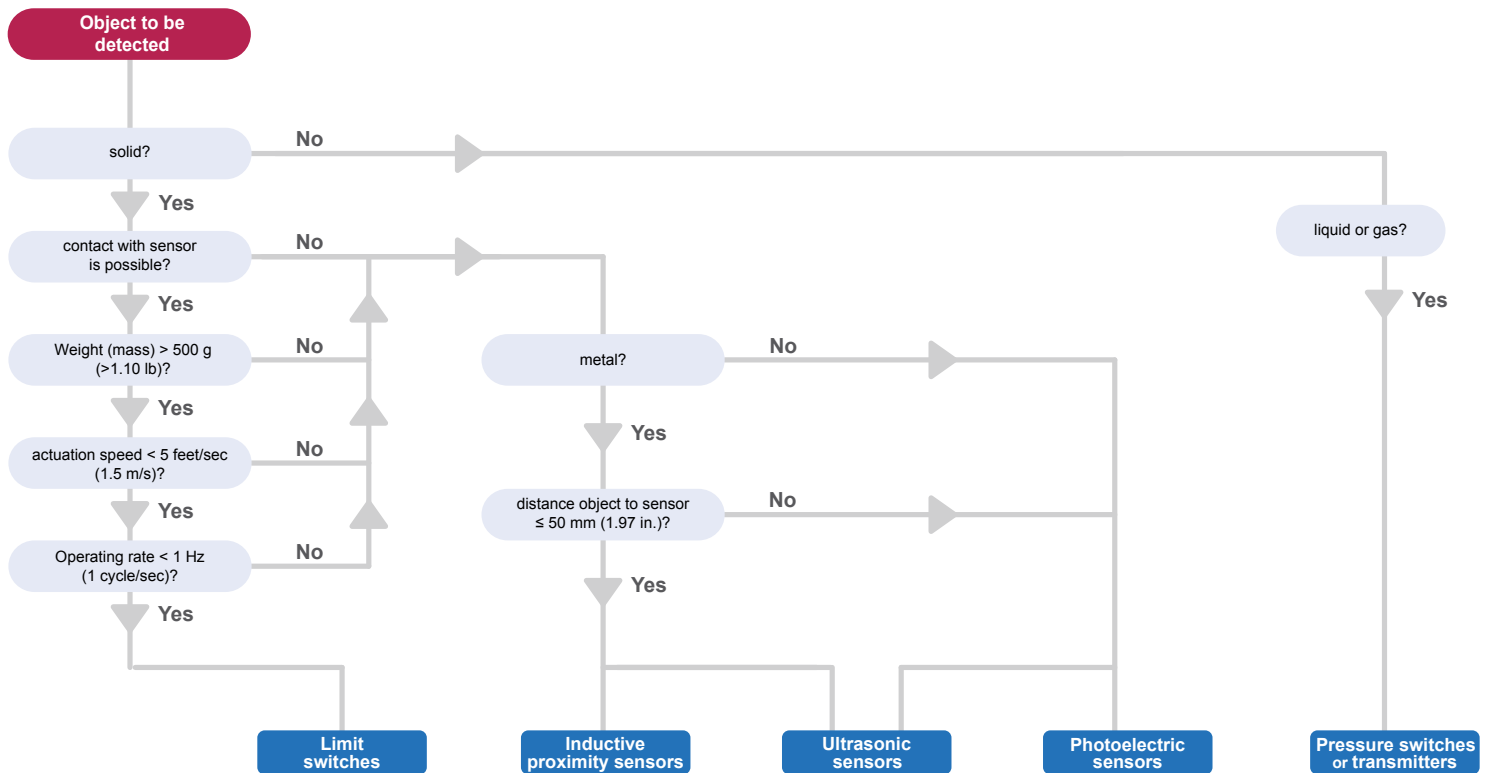 Object to be
detected
solid?
No
Yes
contact with sensor
is possible?
No
liquid or gas?
Yes
Yes
Weight (mass) > 500 g
(>1.10 lb)?
No
metal?
No
Yes
Yes
actuation speed < 5 feet/sec
(1.5 m/s)?
No
distance object to sensor
≤ 50 mm (1.97 in.)?
No
Yes
Operating rate < 1 Hz
(1 cycle/sec)?
No
Yes
Yes
Limit
switches
Inductive
proximity sensors
Ultrasonic
sensors
Photoelectric
sensors
Pressure switches
or transmitters